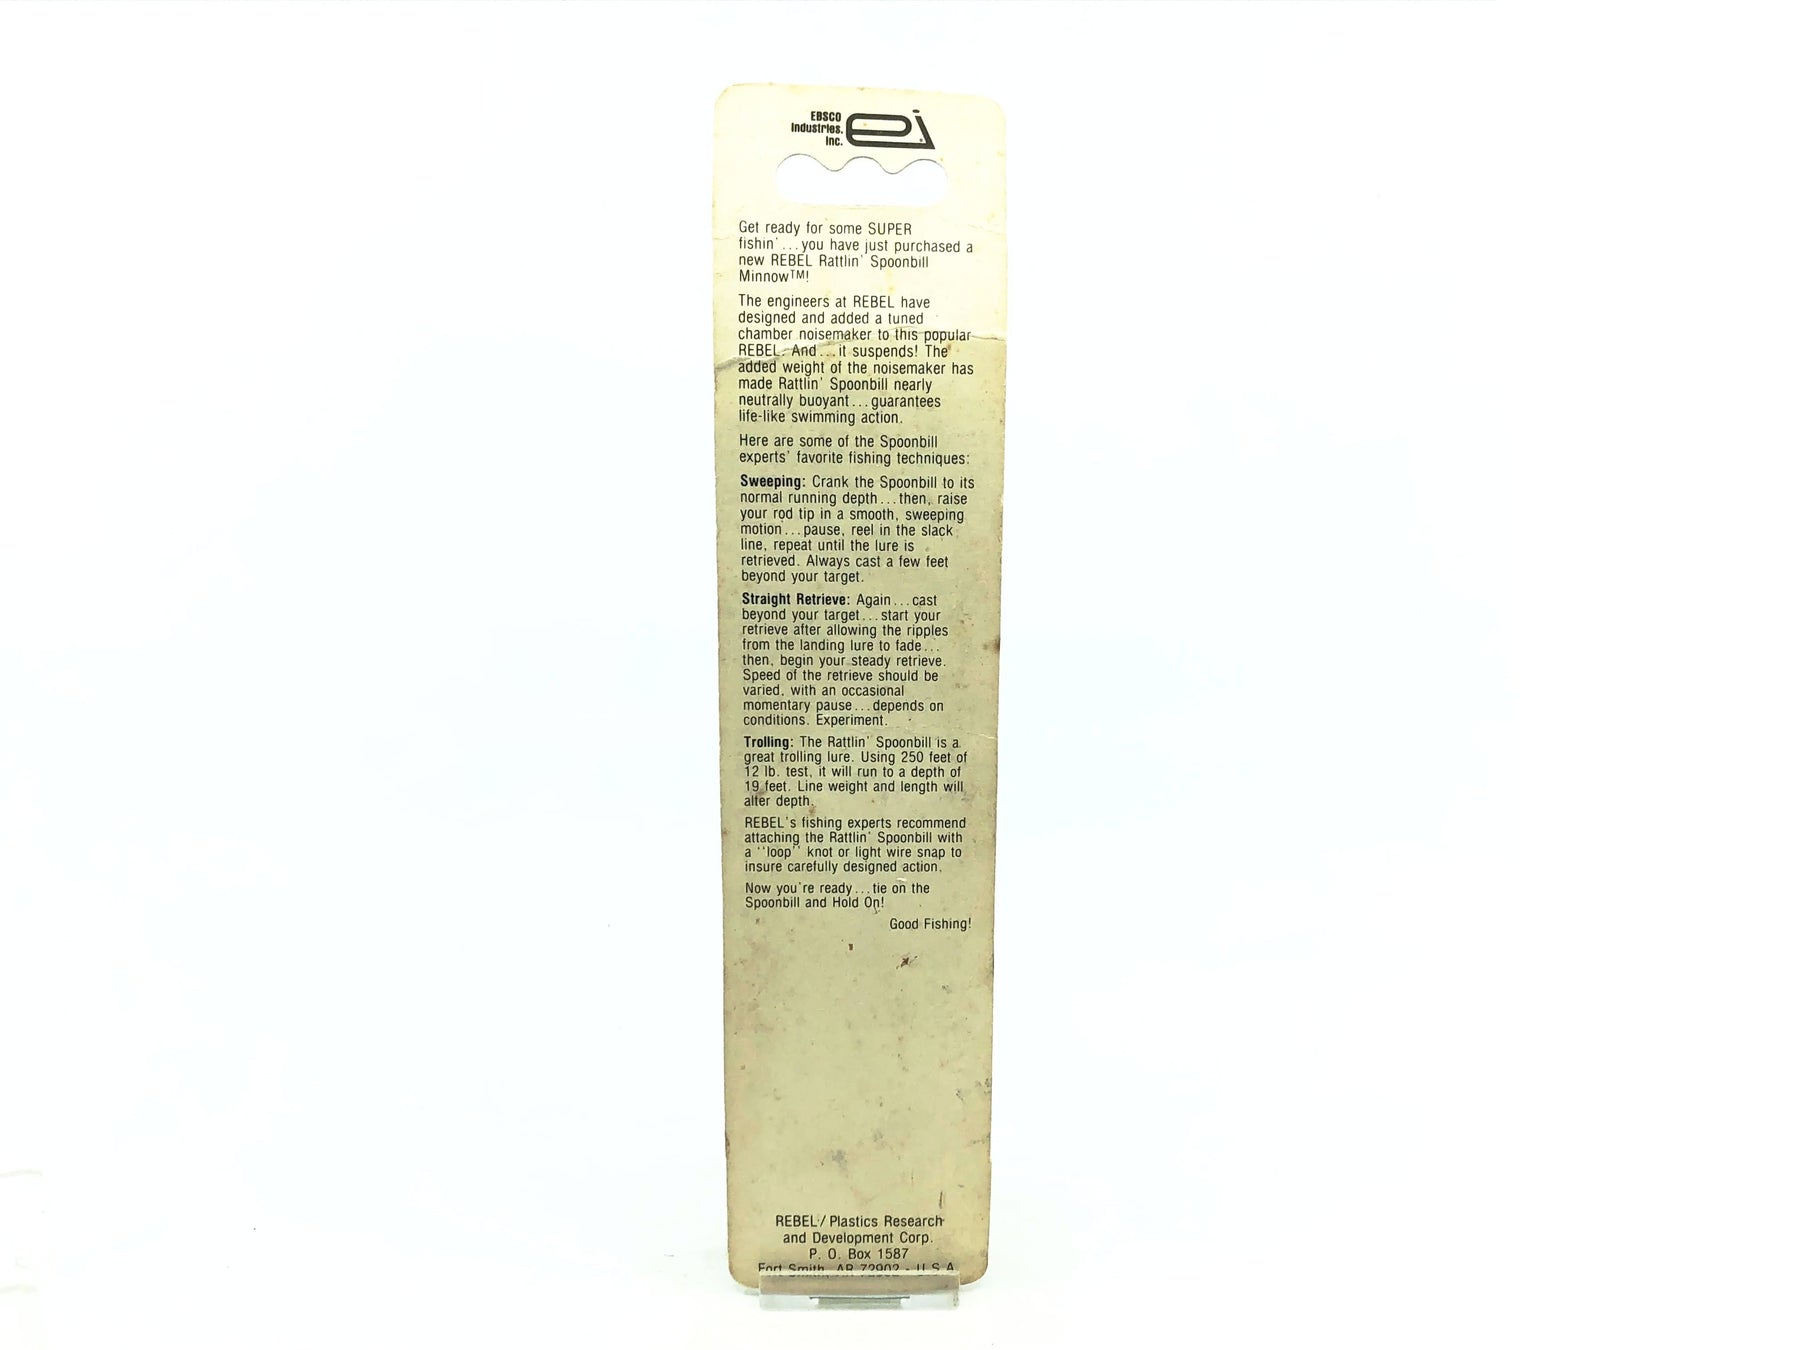 EBSCO
Industries,
Inc.
ei
Get ready for some SUPER
fishin'...you have just purchased a
new REBEL Rattlin' Spoonbill
Minnow™!
The engineers at REBEL have
designed and added a tuned
chamber noisemaker to this popular
REBEL. And...it suspends! The
added weight of the noisemaker has
made Rattlin' Spoonbill nearly
neutrally buoyant...guarantees
life-like swimming action.
Here are some of the Spoonbill
experts' favorite fishing techniques:
Sweeping: Crank the Spoonbill to its
normal running depth...then, raise
your rod tip in a smooth, sweeping
motion...pause, reel in the slack
line, repeat until the lure is
retrieved. Always cast a few feet
beyond your target.
Straight Retrieve: Again...cast
beyond your target...start your
retrieve after allowing the ripples
from the landing lure to fade...
then, begin your steady retrieve.
Speed of the retrieve should be
varied, with an occasional
momentary pause...depends on
conditions. Experiment.
Trolling: The Rattlin' Spoonbill is a
great trolling lure. Using 250 feet of
12 lb. test, it will run to a depth of
19 feet. Line weight and length will
alter depth.
REBEL's fishing experts recommend
attaching the Rattlin' Spoonbill with
a "loop" knot or light wire snap to
insure carefully designed action.
Now you're ready...tie on the
Spoonbill and Hold On!
Good Fishing!
REBEL/Plastics Research
and Development Corp.
P. O. Box 1587
Fort Smith, AR 72902 - U.S.A.